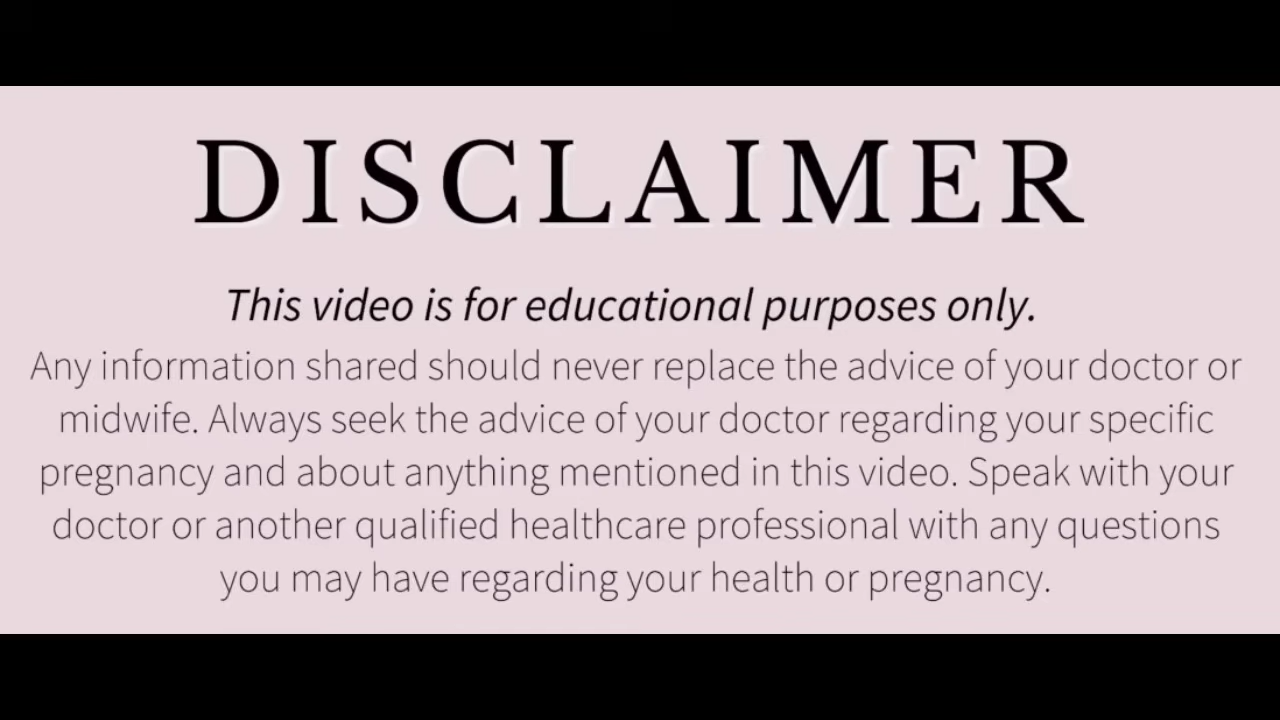 DISCLAIMER
This video is for educational purposes only.
Any information shared should never replace the advice of your doctor or
midwife. Always seek the advice of your doctor regarding your specific
pregnancy and about anything mentioned in this video. Speak with your
doctor or another qualified healthcare professional with any questions
you may have regarding your health or pregnancy.